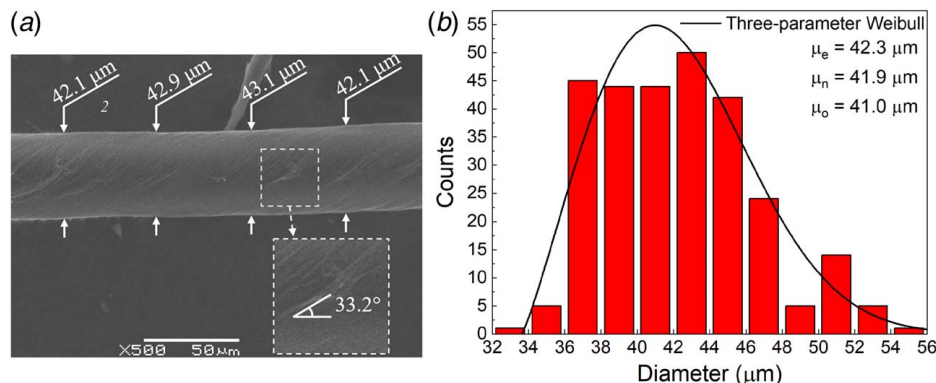 (a)
42.1 μm
42.9 μm
43.1 μm
42.1 μm
2
33.2°
X500 50μm
(b)
Three-parameter Weibull
μe = 42.3 μm
μn = 41.9 μm
μo = 41.0 μm
55
50
45
40
35
30
25
20
15
10
5
0
Counts
32 34 36 38 40 42 44 46 48 50 52 54 56
Diameter (μm)